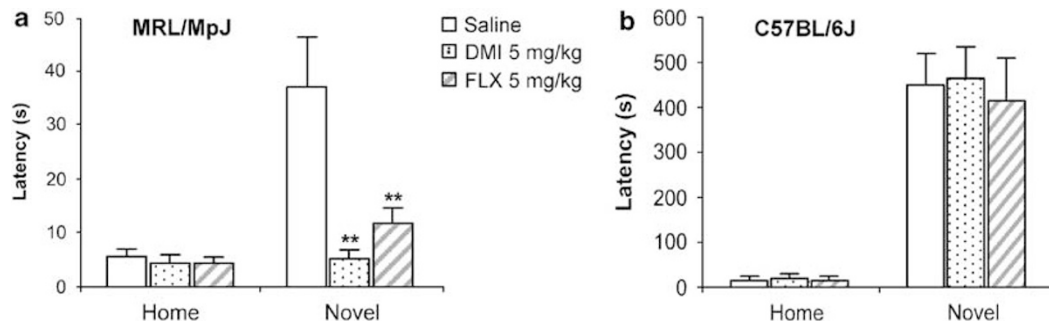 a
MRL/MpJ
Latency (s)
50
40
30
20
10
0
**
**
Home
Novel
Saline
DMI 5 mg/kg
FLX 5 mg/kg
b
C57BL/6J
Latency (s)
600
500
400
300
200
100
0
Home
Novel